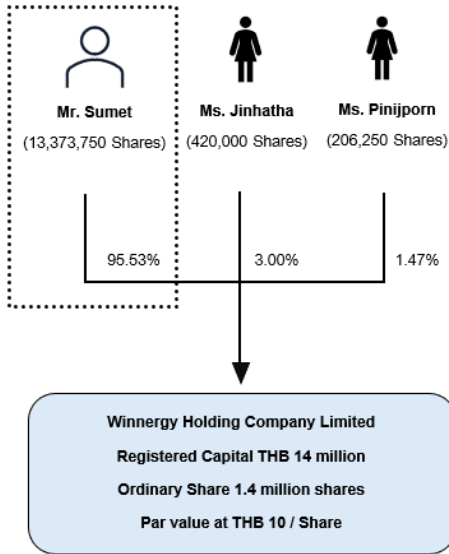 Mr. Sumet
(13,373,750 Shares)
Ms. Jinhatha
(420,000 Shares)
Ms. Pinijporn
(206,250 Shares)
95.53%
3.00%
1.47%
Winnergy Holding Company Limited
Registered Capital THB 14 million
Ordinary Share 1.4 million shares
Par value at THB 10 / Share